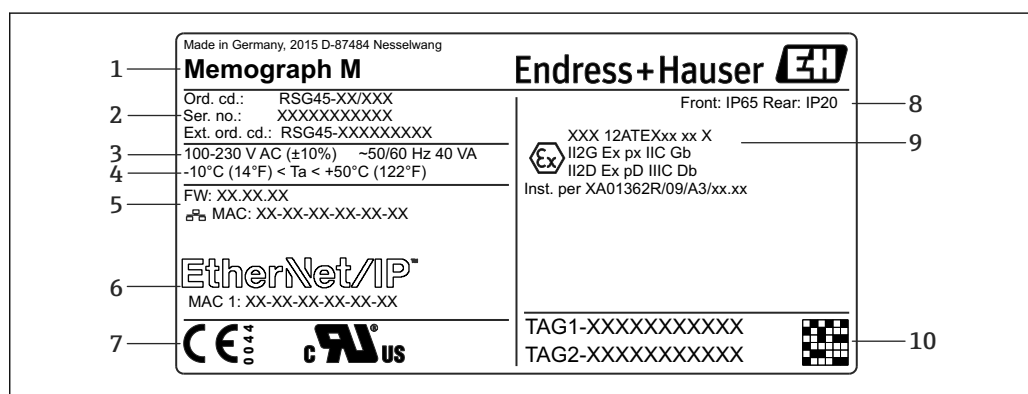 Made in Germany, 2015 D-87484 Nesselwang
1 Memograph M
Endress+Hauser EH
2
Ord. cd.: RSG45-XX/XXX
Ser. no.: XXXXXXXXXXX
Ext. ord. cd.: RSG45-XXXXXXXXX
3 100-230 V AC (±10%) ~50/60 Hz 40 VA
4 -10°C (14°F) < Ta < +50°C (122°F)
5
FW: XX.XX.XX
MAC: XX-XX-XX-XX-XX-XX
6 EtherNet/IP™
MAC 1: XX-XX-XX-XX-XX-XX
7 CE 0044 c RU® US
Front: IP65 Rear: IP20 8
9
XXX 12ATEXxx xx X
Ex II2G Ex px IIC Gb
II2D Ex pD IIIC Db
Inst. per XA01362R/09/A3/xx.xx
TAG1-XXXXXXXXXXX
TAG2-XXXXXXXXXXX
10